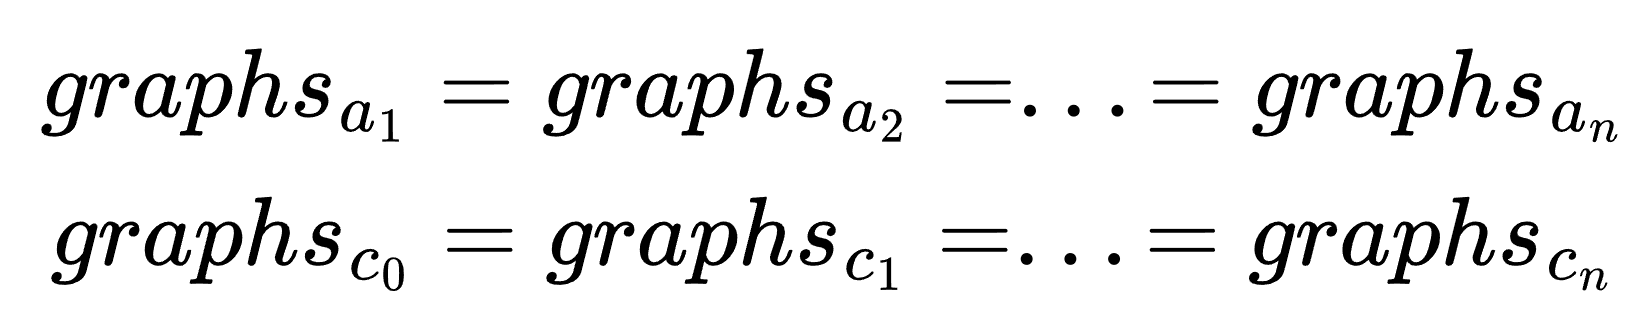 graphs_{a_1} = graphs_{a_2} = ... = graphs_{a_n}
graphs_{c_0} = graphs_{c_1} = ... = graphs_{c_n}